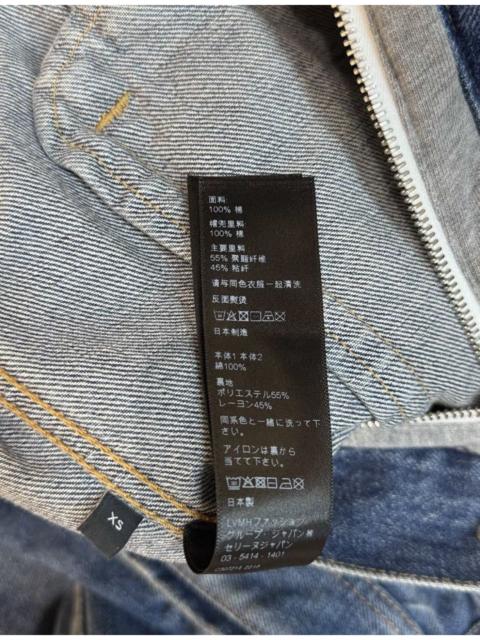 面料
100% 棉
帽兜里料
100% 棉
主要里料
55% 聚脂纤维
45% 粘纤
请与同色衣服一起清洗
反面熨烫
日本制造
本体1 本体2
綿100%
裏地
ポリエステル55%
レーヨン45%
同系色と一緒に洗って下
さい。
アイロンは裏から
当てて下さい。
日本製
LVMHファッション
グループ・ジャパン㈱
セリーヌジャパン
03-5414-1401
XS